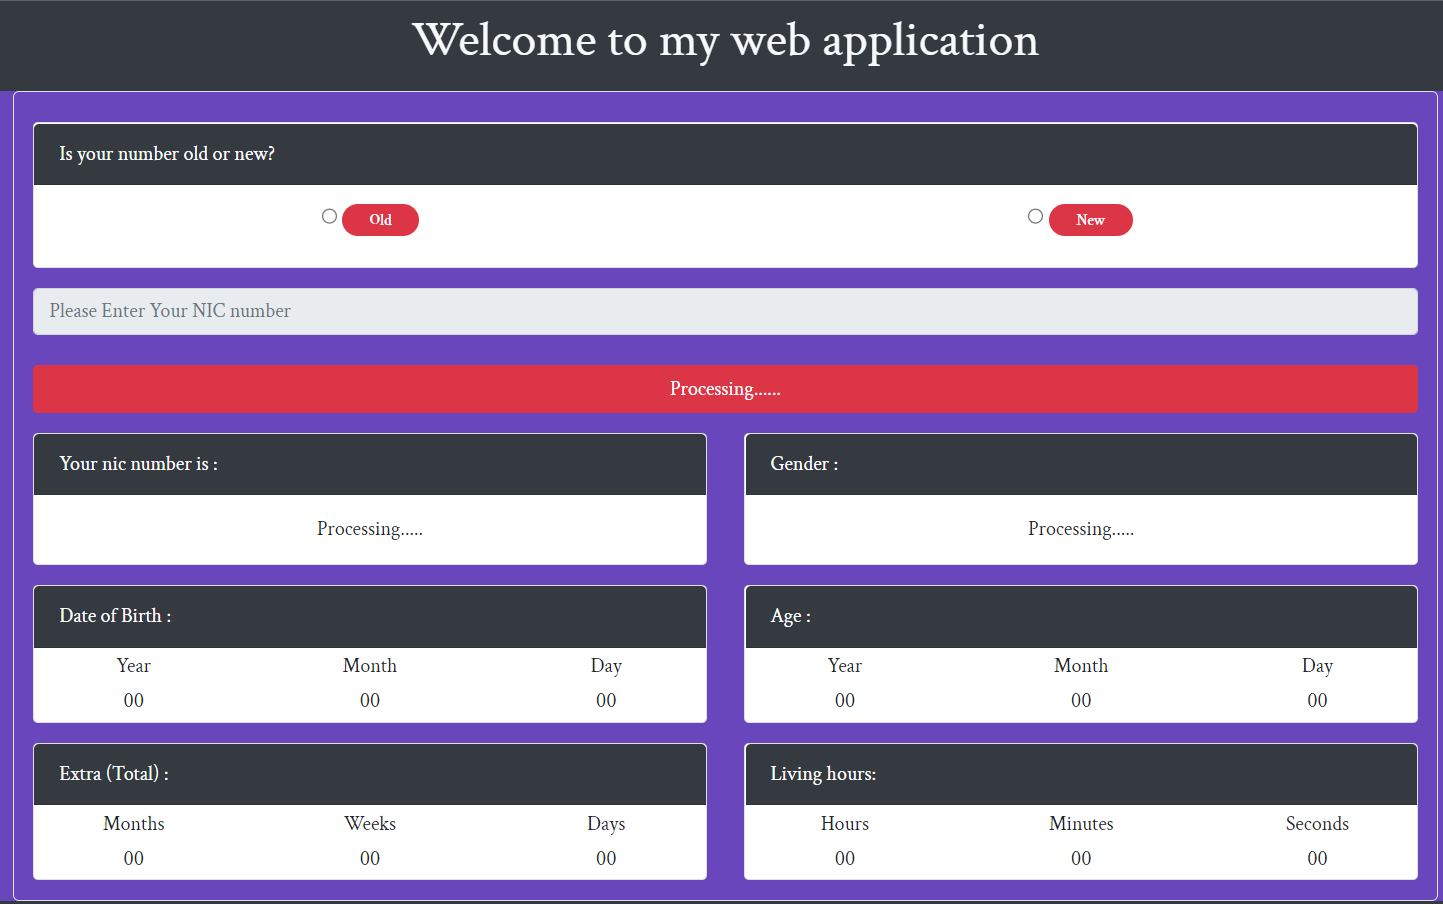 Welcome to my web application
Is your number old or new?
Old New
Please Enter Your NIC number
Processing......
Your nic number is : Gender :
Processing..... Processing.....
Date of Birth : Age :
Year Month Day Year Month Day
00 00 00 00 00 00
Extra (Total) : Living hours:
Months Weeks Days Hours Minutes Seconds
00 00 00 00 00 00